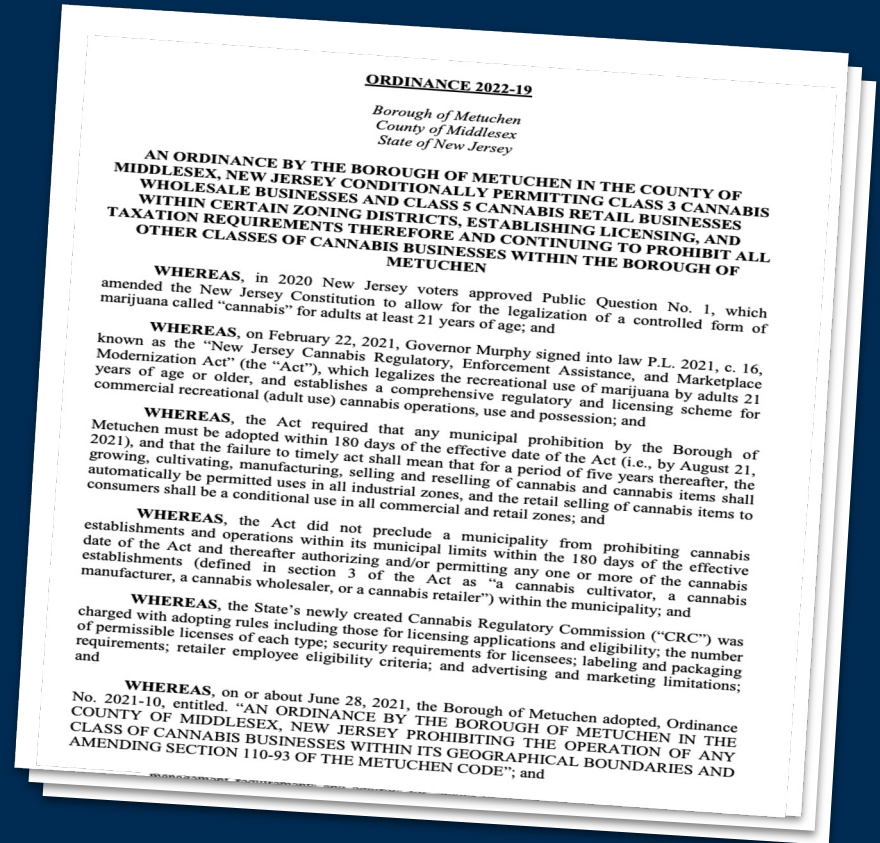 ORDINANCE 2022-19
Borough of Metuchen
County of Middlesex
State of New Jersey
AN ORDINANCE BY THE BOROUGH OF METUCHEN IN THE COUNTY OF
MIDDLESEX, NEW JERSEY CONDITIONALLY PERMITTING CLASS 3 CANNABIS
WHOLESALE BUSINESSES AND CLASS 5 CANNABIS RETAIL BUSINESSES
WITHIN CERTAIN ZONING DISTRICTS, ESTABLISHING LICENSING, AND
TAXATION REQUIREMENTS THEREFORE AND CONTINUING TO PROHIBIT ALL
OTHER CLASSES OF CANNABIS BUSINESSES WITHIN THE BOROUGH OF
METUCHEN
WHEREAS, in 2020 New Jersey voters approved Public Question No. 1, which
amended the New Jersey Constitution to allow for the legalization of a controlled form of
marijuana called “cannabis” for adults at least 21 years of age; and
WHEREAS, on February 22, 2021, Governor Murphy signed into law P.L. 2021, c. 16,
known as the “New Jersey Cannabis Regulatory, Enforcement Assistance, and Marketplace
Modernization Act” (the “Act”), which legalizes the recreational use of marijuana by adults 21
years of age or older, and establishes a comprehensive regulatory and licensing scheme for
commercial recreational (adult use) cannabis operations, use and possession; and
WHEREAS, the Act required that any municipal prohibition by the Borough of
Metuchen must be adopted within 180 days of the effective date of the Act (i.e., by August 21,
2021), and that the failure to timely act shall mean that for a period of five years thereafter, the
growing, cultivating, manufacturing, selling and reselling of cannabis and cannabis items shall
automatically be permitted uses in all industrial zones, and the retail selling of cannabis items to
consumers shall be a conditional use in all commercial and retail zones; and
WHEREAS, the Act did not preclude a municipality from prohibiting cannabis
establishments and operations within its municipal limits within the 180 days of the effective
date of the Act and thereafter authorizing and/or permitting any one or more of the cannabis
establishments (defined in section 3 of the Act as “a cannabis cultivator, a cannabis
manufacturer, a cannabis wholesaler, or a cannabis retailer”) within the municipality; and
WHEREAS, the State’s newly created Cannabis Regulatory Commission (“CRC”) was
charged with adopting rules including those for licensing applications and eligibility; the number
of permissible licenses of each type; security requirements for licensees; labeling and packaging
requirements; retailer employee eligibility criteria; and advertising and marketing limitations;
and
WHEREAS, on or about June 28, 2021, the Borough of Metuchen adopted, Ordinance
No. 2021-10, entitled. “AN ORDINANCE BY THE BOROUGH OF METUCHEN IN THE
COUNTY OF MIDDLESEX, NEW JERSEY PROHIBITING THE OPERATION OF ANY
CLASS OF CANNABIS BUSINESSES WITHIN ITS GEOGRAPHICAL BOUNDARIES AND
AMENDING SECTION 110-93 OF THE METUCHEN CODE”; and